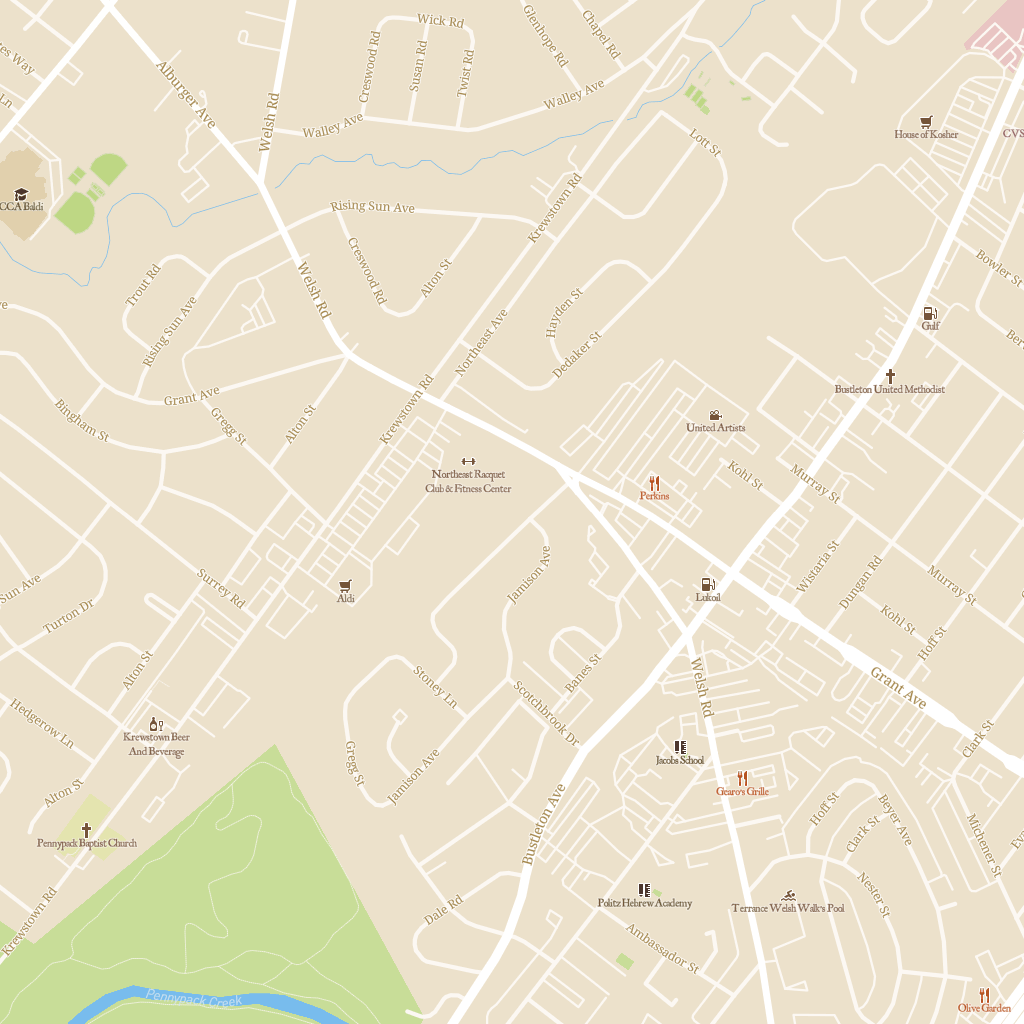 Wick Rd
Glenhope Rd
Chapel Rd
Creswood Rd
Susan Rd
Twist Rd
Alburger Ave
Welsh Rd
Walley Ave
Walley Ave
Way
Ln
House of Kosher
CVS
Lott St
CCA Baldi
Rising Sun Ave
Krewstown Rd
Creswood Rd
Alton St
Trout Rd
Welsh Rd
Bowler St
Hayden St
Gulf
Rising Sun Ave
Northeast Ave
Dedaker St
Bustleton United Methodist
Grant Ave
Krewstown Rd
Bingham St
Gregg St
Alton St
United Artists
Northeast Racquet
Club & Fitness Center
Perkins
Kohl St
Murray St
Jamison Ave
Wistaria St
Dungan Rd
Murray St
Sun Ave
Surrey Rd
Aldi
Lukoil
Turton Dr
Kohl St
Hoff St
Alton St
Stoney Ln
Banes St
Scotchbrook Dr
Welsh Rd
Grant Ave
Hedgerow Ln
Krewstown Beer
And Beverage
Clark St
Gregg St
Jamison Ave
Jacobs School
Gearo's Grille
Alton St
Bustleton Ave
Hoff St
Beyer Ave
Clark St
Michener St
Pennypack Baptist Church
Nester St
Politz Hebrew Academy
Terrance Welsh Walk's Pool
Dale Rd
Krewstown Rd
Ambassador St
Pennypack Creek
Olive Garden